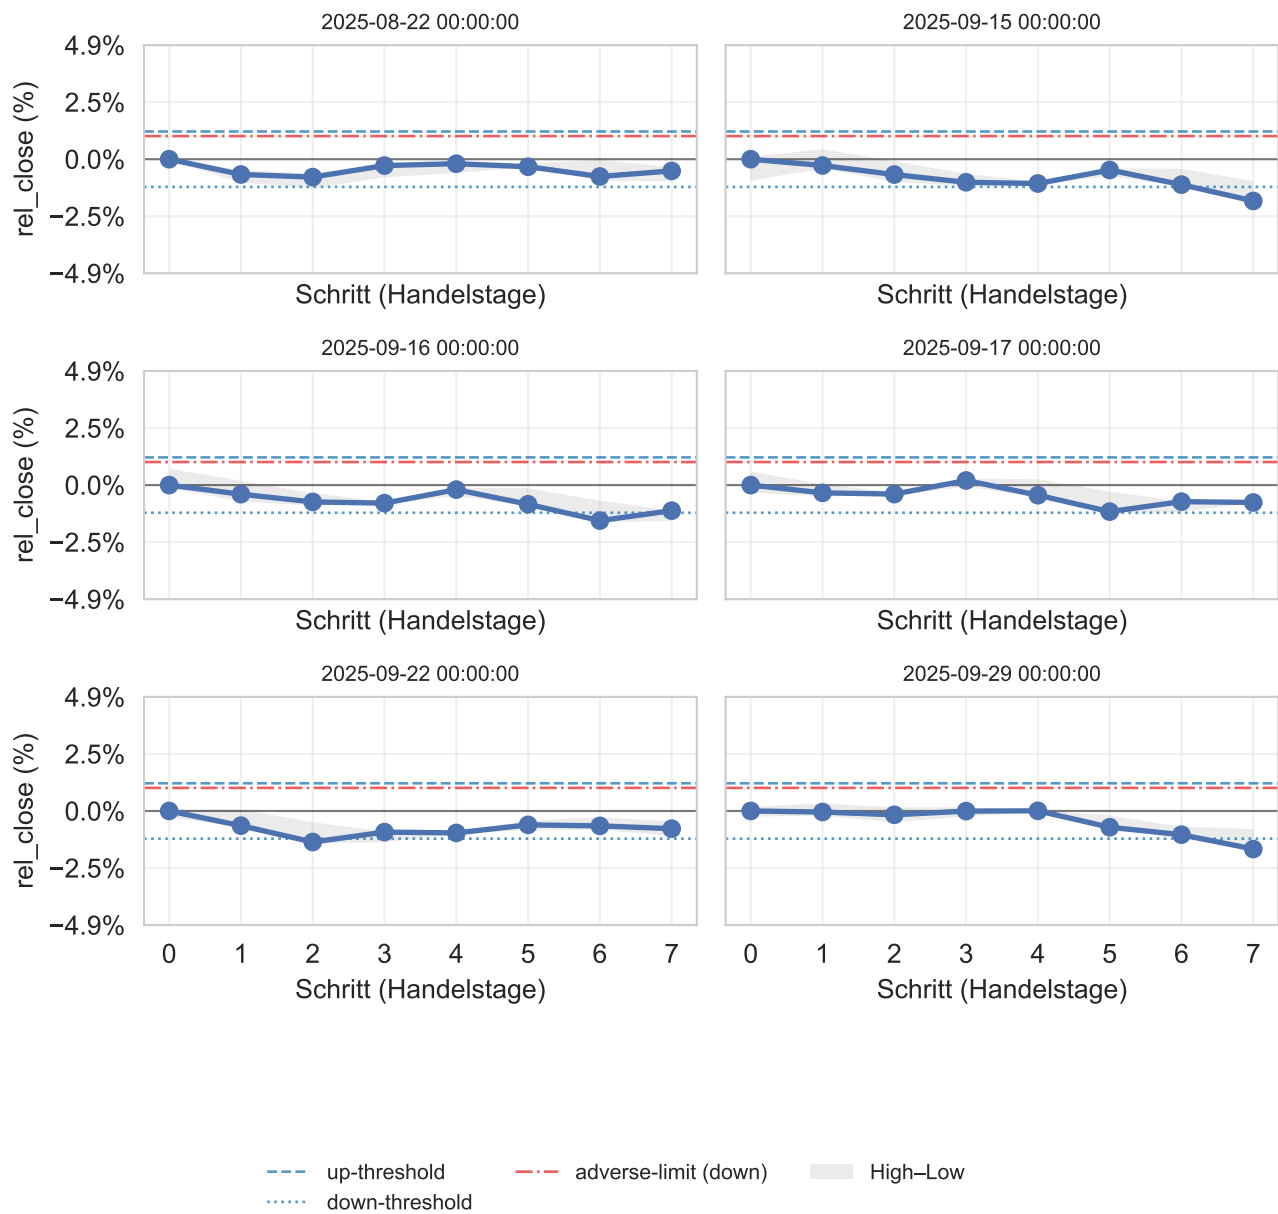 2025-08-22 00:00:00
2025-09-15 00:00:00
rel_close (%)
4.9%
2.5%
0.0%
−2.5%
−4.9%
Schritt (Handelstage)
Schritt (Handelstage)
2025-09-16 00:00:00
2025-09-17 00:00:00
rel_close (%)
4.9%
2.5%
0.0%
−2.5%
−4.9%
Schritt (Handelstage)
Schritt (Handelstage)
2025-09-22 00:00:00
2025-09-29 00:00:00
rel_close (%)
4.9%
2.5%
0.0%
−2.5%
−4.9%
0 1 2 3 4 5 6 7
0 1 2 3 4 5 6 7
Schritt (Handelstage)
Schritt (Handelstage)
up-threshold
down-threshold
adverse-limit (down)
High–Low